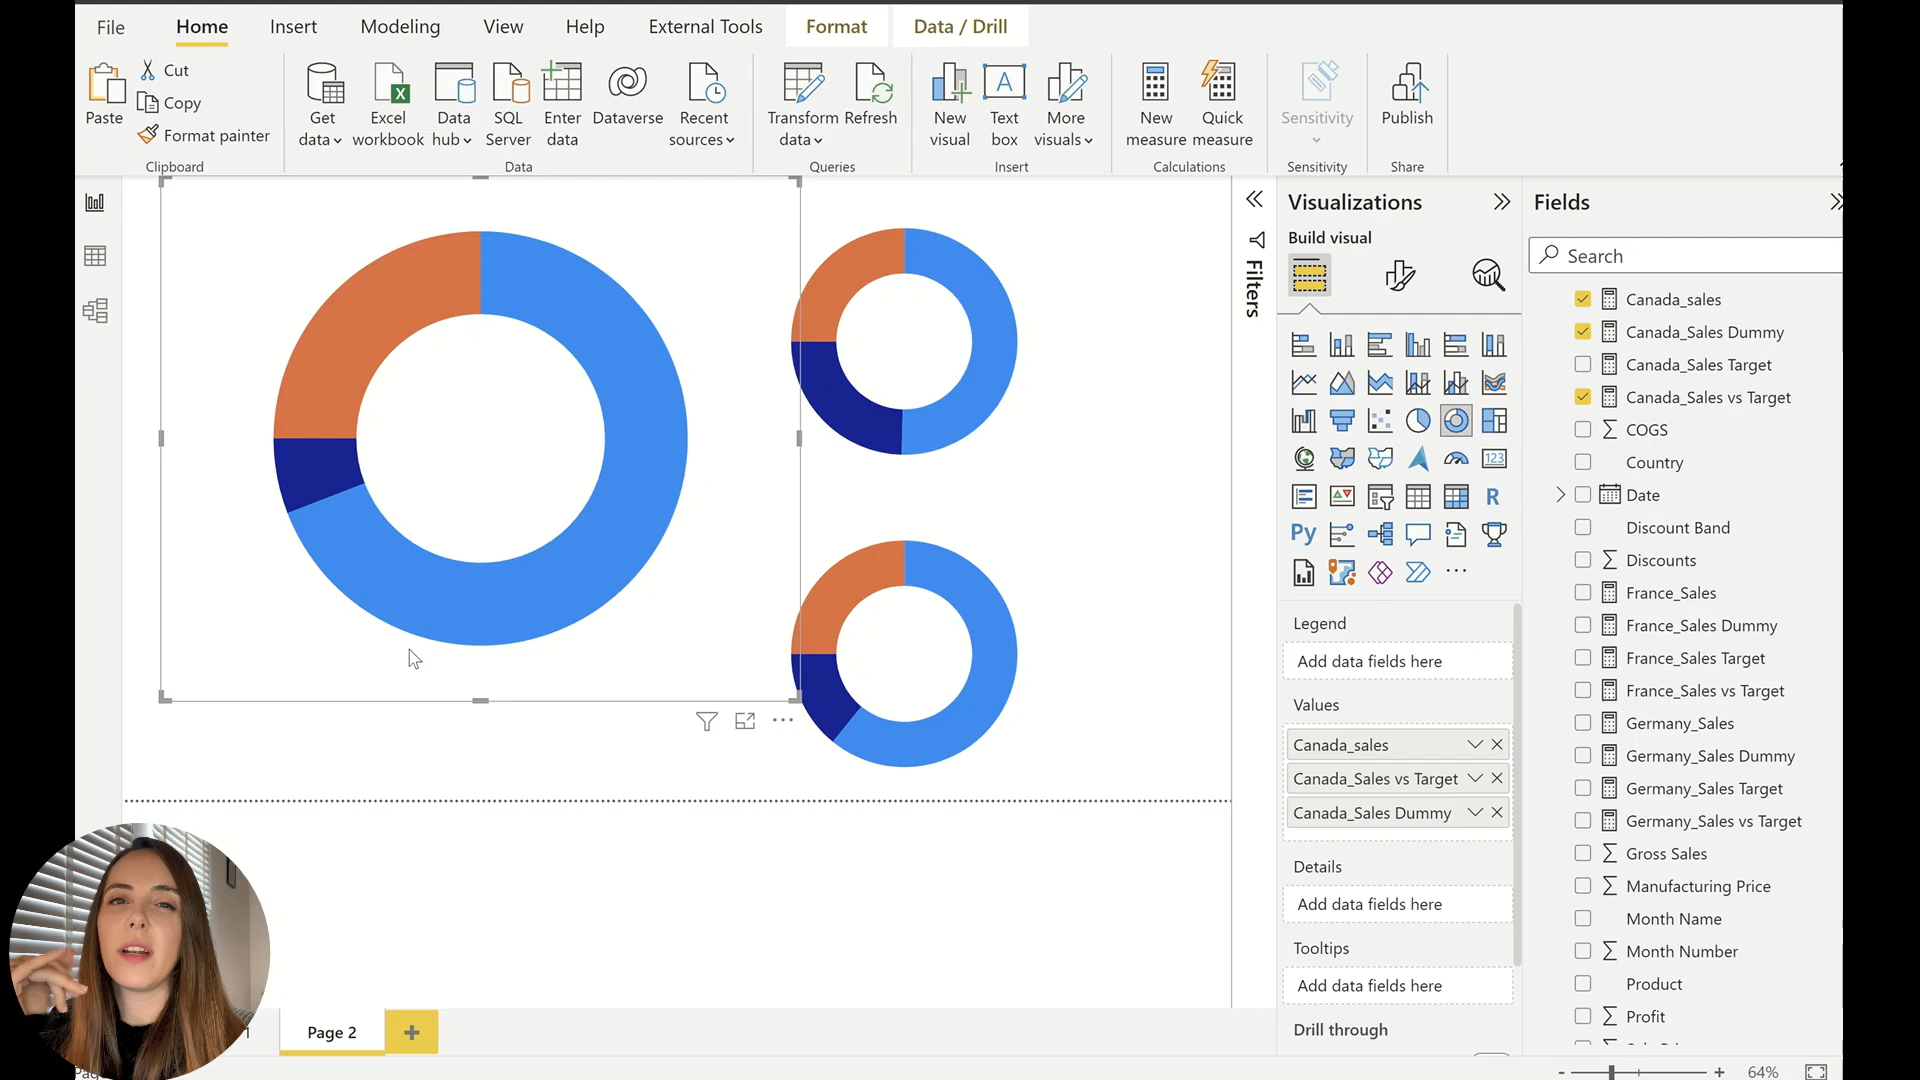 File Home Insert Modeling View Help External Tools Format Data / Drill
Paste
Cut
Copy
Format painter
Clipboard
Get data
Excel workbook
Data hub
SQL Server
Enter data
Dataverse
Recent sources
Data
Transform data
Refresh
Queries
New visual
Text box
More visuals
Insert
New measure
Quick measure
Calculations
Sensitivity
Sensitivity
Publish
Share
Filters
Visualizations
Build visual
123
R
Py
Legend
Add data fields here
Values
Canada_sales
Canada_Sales vs Target
Canada_Sales Dummy
Details
Add data fields here
Tooltips
Add data fields here
Drill through
Fields
Search
Canada_sales
Canada_Sales Dummy
Canada_Sales Target
Canada_Sales vs Target
COGS
Country
Date
Discount Band
Discounts
France_Sales
France_Sales Dummy
France_Sales Target
France_Sales vs Target
Germany_Sales
Germany_Sales Dummy
Germany_Sales Target
Germany_Sales vs Target
Gross Sales
Manufacturing Price
Month Name
Month Number
Product
Profit
Page 2
64%